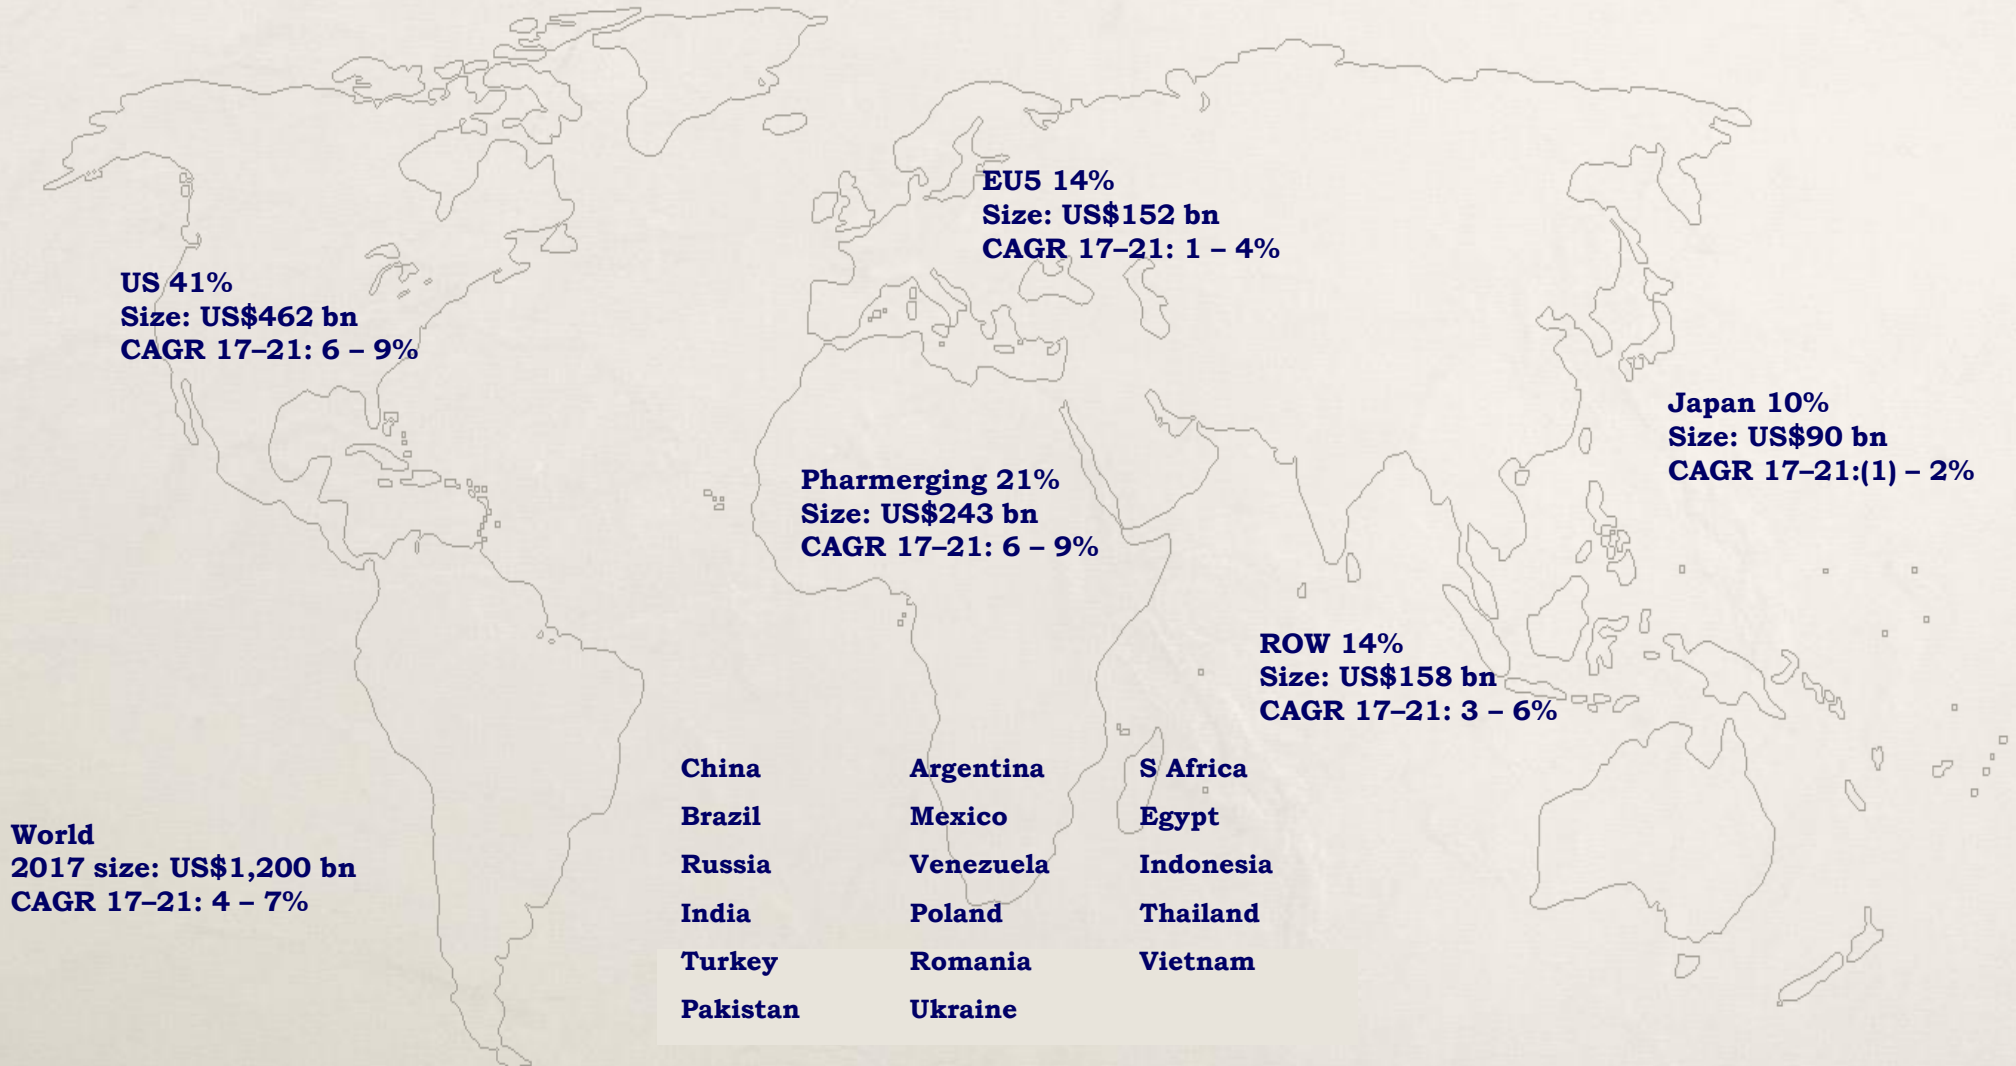 EU5 14%
Size: US$152 bn
CAGR 17–21: 1 – 4%
US 41%
Size: US$462 bn
CAGR 17–21: 6 – 9%
Japan 10%
Size: US$90 bn
CAGR 17–21:(1) – 2%
Pharmerging 21%
Size: US$243 bn
CAGR 17–21: 6 – 9%
ROW 14%
Size: US$158 bn
CAGR 17–21: 3 – 6%
World
2017 size: US$1,200 bn
CAGR 17–21: 4 – 7%
China Argentina S Africa
Brazil Mexico Egypt
Russia Venezuela Indonesia
India Poland Thailand
Turkey Romania Vietnam
Pakistan Ukraine